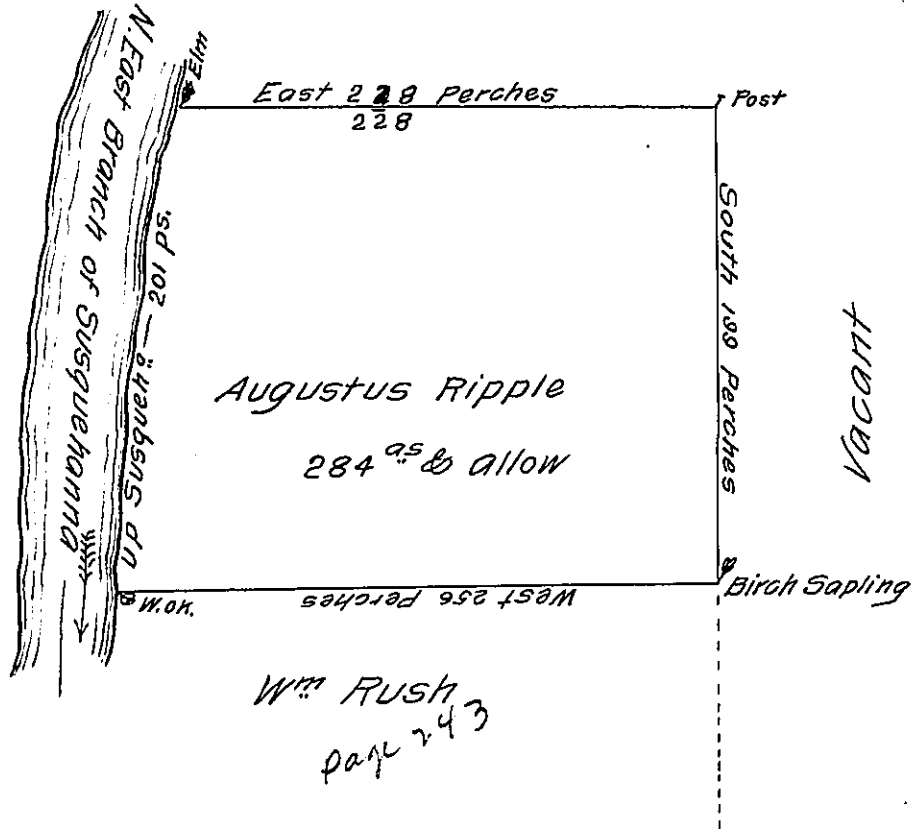 N. East Branch of Susquehanna
Elm
East 228 Perches
228
Post
Up Susqueh.ª — 201 ps.
South 199 Perches
Vacant
Augustus Ripple
284 as & allow
Birch Sapling
W.ok.
West 256 Perches
Wm Rush
page 243